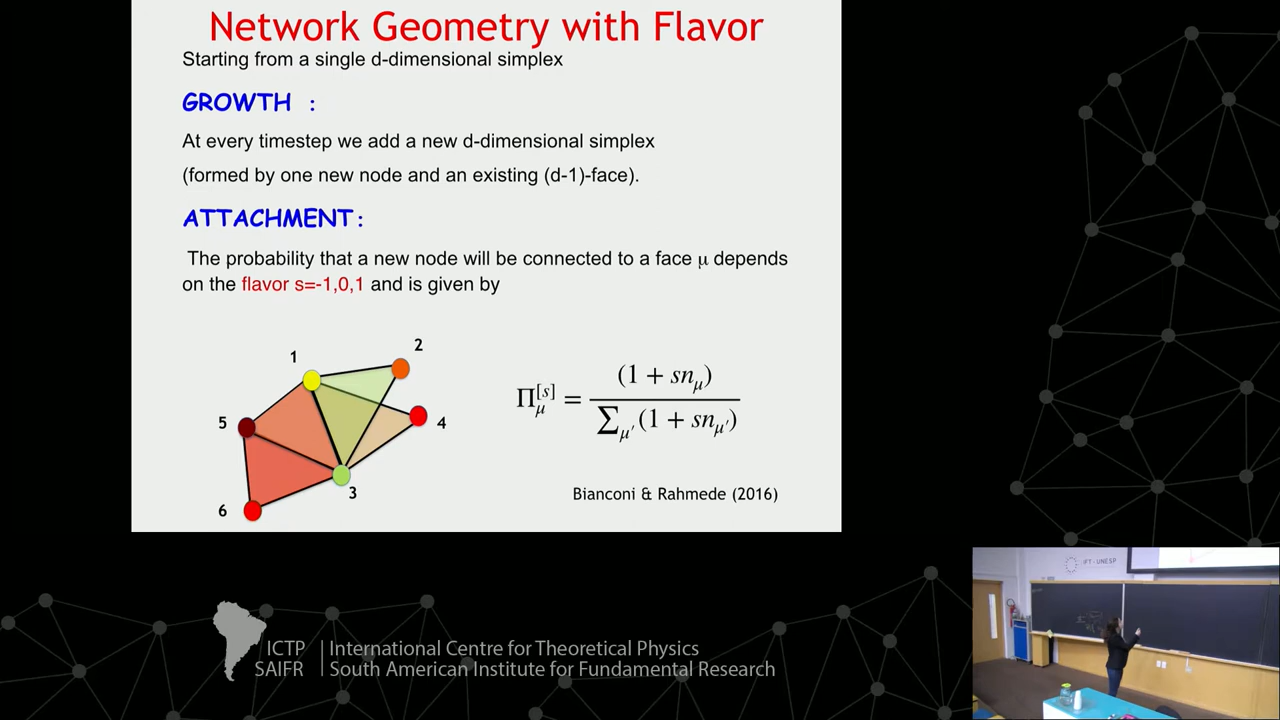 Network Geometry with Flavor
Starting from a single d-dimensional simplex
GROWTH :
At every timestep we add a new d-dimensional simplex
(formed by one new node and an existing (d-1)-face).
ATTACHMENT:
The probability that a new node will be connected to a face μ depends
on the flavor s=-1,0,1 and is given by
1
2
5
4
3
6
Π_μ^{[s]} = (1 + sn_μ) / ∑_{μ'} (1 + sn_{μ'})
Bianconi & Rahmede (2016)
IFT - UNESP
ICTP
SAIFR
International Centre for Theoretical Physics
South American Institute for Fundamental Research